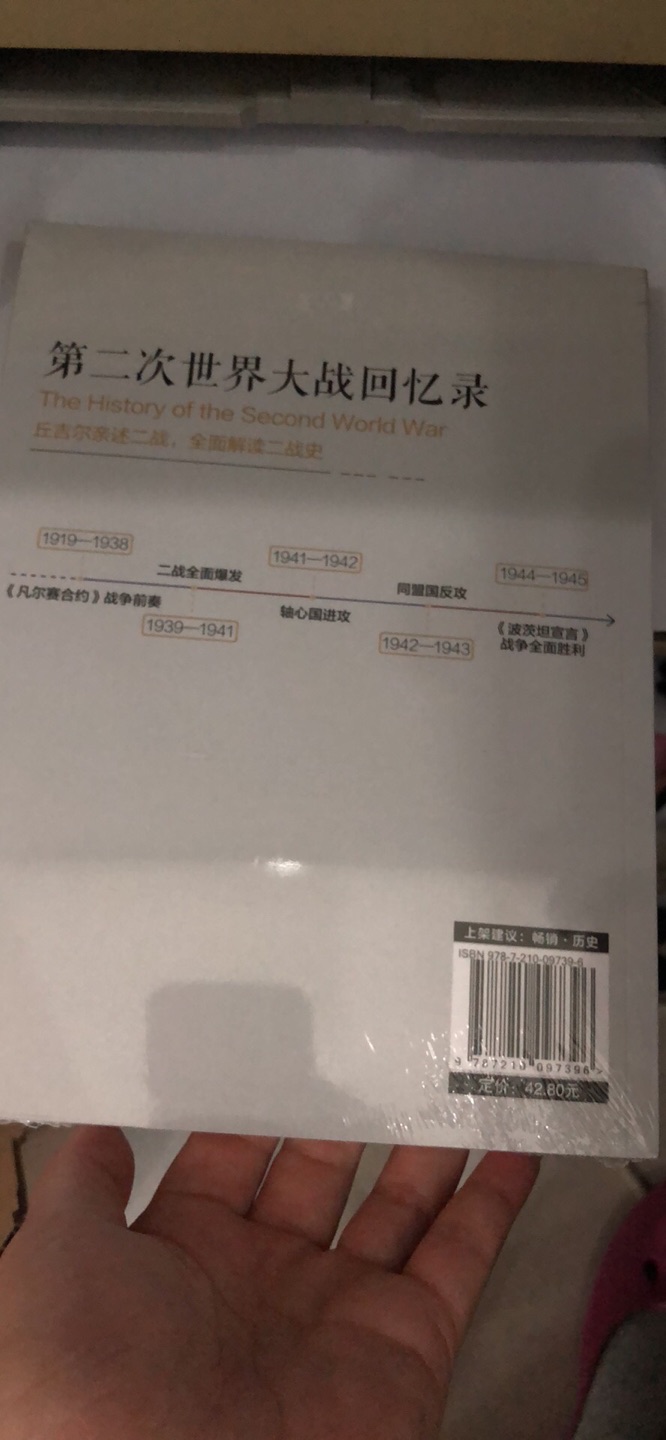 第二次世界大战回忆录
The History of the Second World War
丘吉尔亲述二战，全面解读二战史
1919—1938
《凡尔赛合约》战争前奏
二战全面爆发
1939—1941
1941—1942
轴心国进攻
同盟国反攻
1942—1943
1944—1945
《波茨坦宣言》
战争全面胜利
上架建议：畅销·历史
ISBN 978-7-210-09739-6
9 787210 097396 >
定价：42.80元